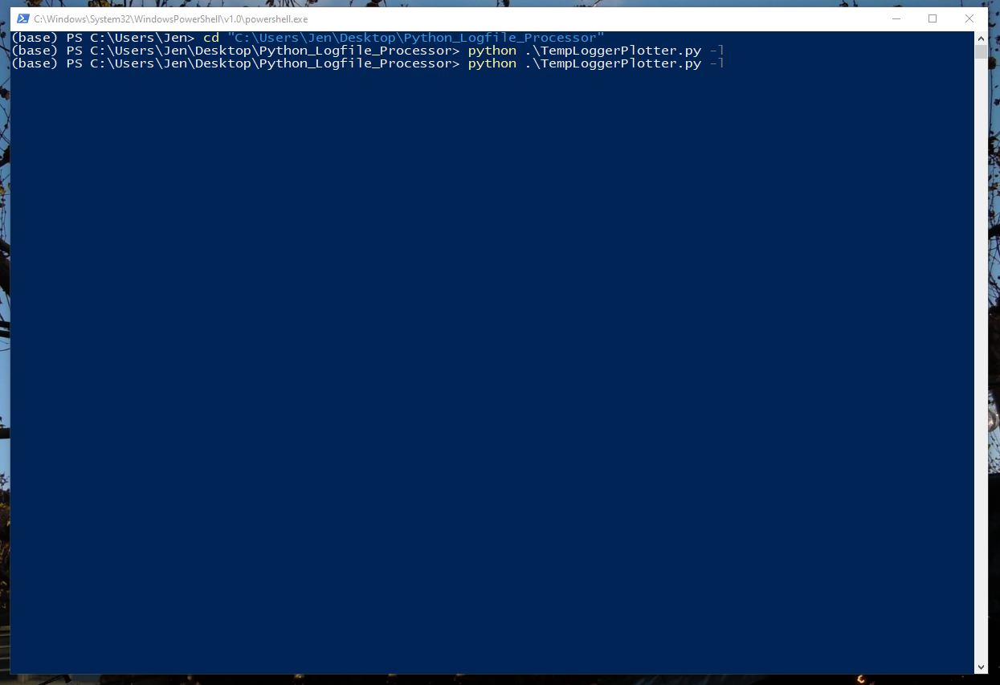 C:\Windows\System32\WindowsPowerShell\v1.0\powershell.exe
(base) PS C:\Users\Jen> cd "C:\Users\Jen\Desktop\Python_Logfile_Processor"
(base) PS C:\Users\Jen\Desktop\Python_Logfile_Processor> python .\TempLoggerPlotter.py -l
(base) PS C:\Users\Jen\Desktop\Python_Logfile_Processor> python .\TempLoggerPlotter.py -l